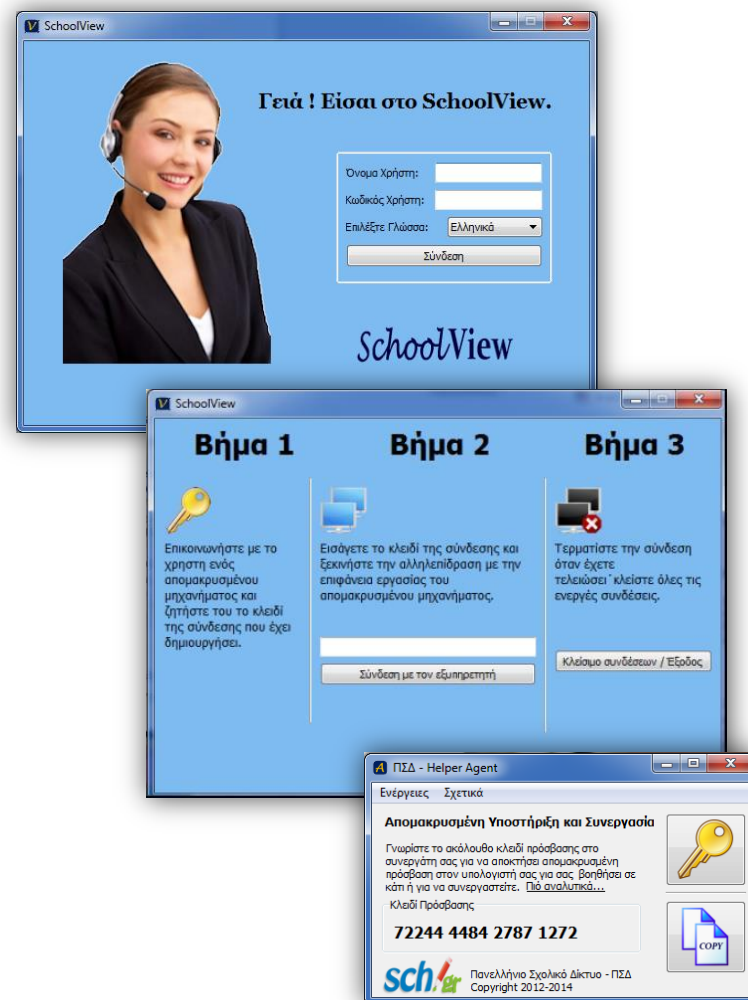 SchoolView
Γειά ! Είσαι στο SchoolView.
Όνομα Χρήστη:
Κωδικός Χρήστη:
Επιλέξτε Γλώσσα: Ελληνικά
Σύνδεση
SchoolView
SchoolView
Βήμα 1
Επικοινωνήστε με το
χρηστη ενός
απομακρυσμένου
μηχανήματος και
ζητήστε του το κλειδί
της σύνδεσης που έχει
δημιουργήσει.
Βήμα 2
Εισάγετε το κλειδί της σύνδεσης και
ξεκινήστε την αλληλεπίδραση με την
επιφάνεια εργασίας του
απομακρυσμένου μηχανήματος.
Σύνδεση με τον εξυπηρετητή
Βήμα 3
Τερματίστε την σύνδεση
όταν έχετε
τελειώσει˙κλείστε όλες τις
ενεργές συνδέσεις.
Κλείσιμο συνδέσεων / Έξοδος
ΠΣΔ - Helper Agent
Ενέργειες Σχετικά
Απομακρυσμένη Υποστήριξη και Συνεργασία
Γνωρίστε το ακόλουθο κλειδί πρόσβασης στο
συνεργάτη σας για να αποκτήσει απομακρυσμένη
πρόσβαση στον υπολογιστή σας για σας βοηθήσει σε
κάτι ή για να συνεργαστείτε. Πιό αναλυτικά...
Κλειδί Πρόσβασης
72244 4484 2787 1272
COPY
sch.gr
Πανελλήνιο Σχολικό Δίκτυο - ΠΣΔ
Copyright 2012-2014